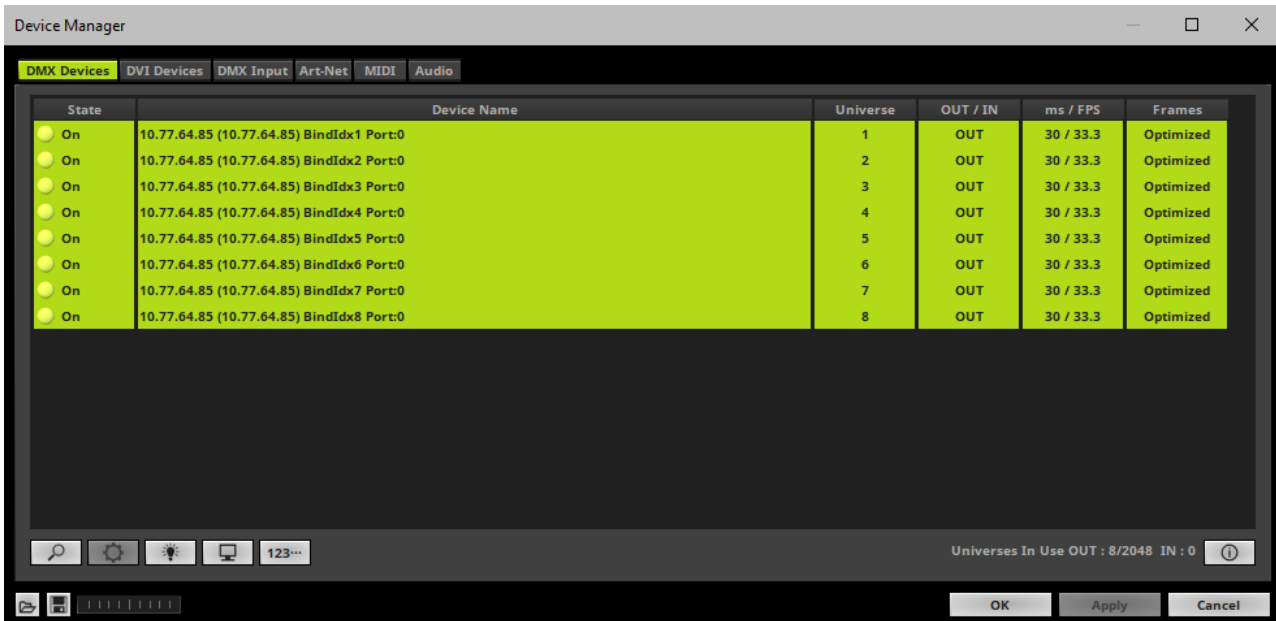 Device Manager
DMX Devices DVI Devices DMX Input Art-Net MIDI Audio
State Device Name Universe OUT / IN ms / FPS Frames
On 10.77.64.85 (10.77.64.85) BindIdx1 Port:0 1 OUT 30 / 33.3 Optimized
On 10.77.64.85 (10.77.64.85) BindIdx2 Port:0 2 OUT 30 / 33.3 Optimized
On 10.77.64.85 (10.77.64.85) BindIdx3 Port:0 3 OUT 30 / 33.3 Optimized
On 10.77.64.85 (10.77.64.85) BindIdx4 Port:0 4 OUT 30 / 33.3 Optimized
On 10.77.64.85 (10.77.64.85) BindIdx5 Port:0 5 OUT 30 / 33.3 Optimized
On 10.77.64.85 (10.77.64.85) BindIdx6 Port:0 6 OUT 30 / 33.3 Optimized
On 10.77.64.85 (10.77.64.85) BindIdx7 Port:0 7 OUT 30 / 33.3 Optimized
On 10.77.64.85 (10.77.64.85) BindIdx8 Port:0 8 OUT 30 / 33.3 Optimized
123... Universes In Use OUT : 8/2048 IN : 0
OK Apply Cancel